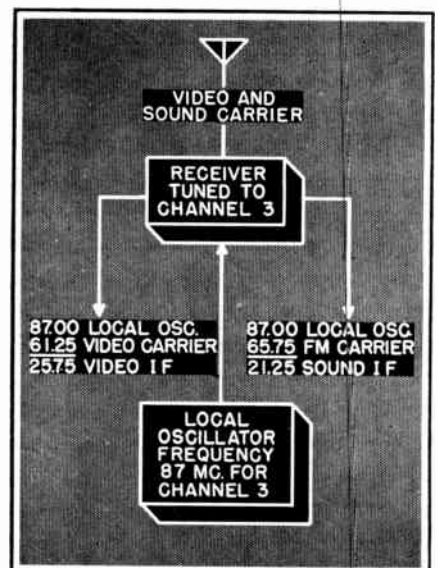 VIDEO AND
SOUND CARRIER
RECEIVER
TUNED TO
CHANNEL 3
87.00 LOCAL OSC.
61.25 VIDEO CARRIER
25.75 VIDEO I F
87.00 LOCAL OSC.
65.75 FM CARRIER
21.25 SOUND I F
LOCAL
OSCILLATOR
FREQUENCY
87 MC. FOR
CHANNEL 3